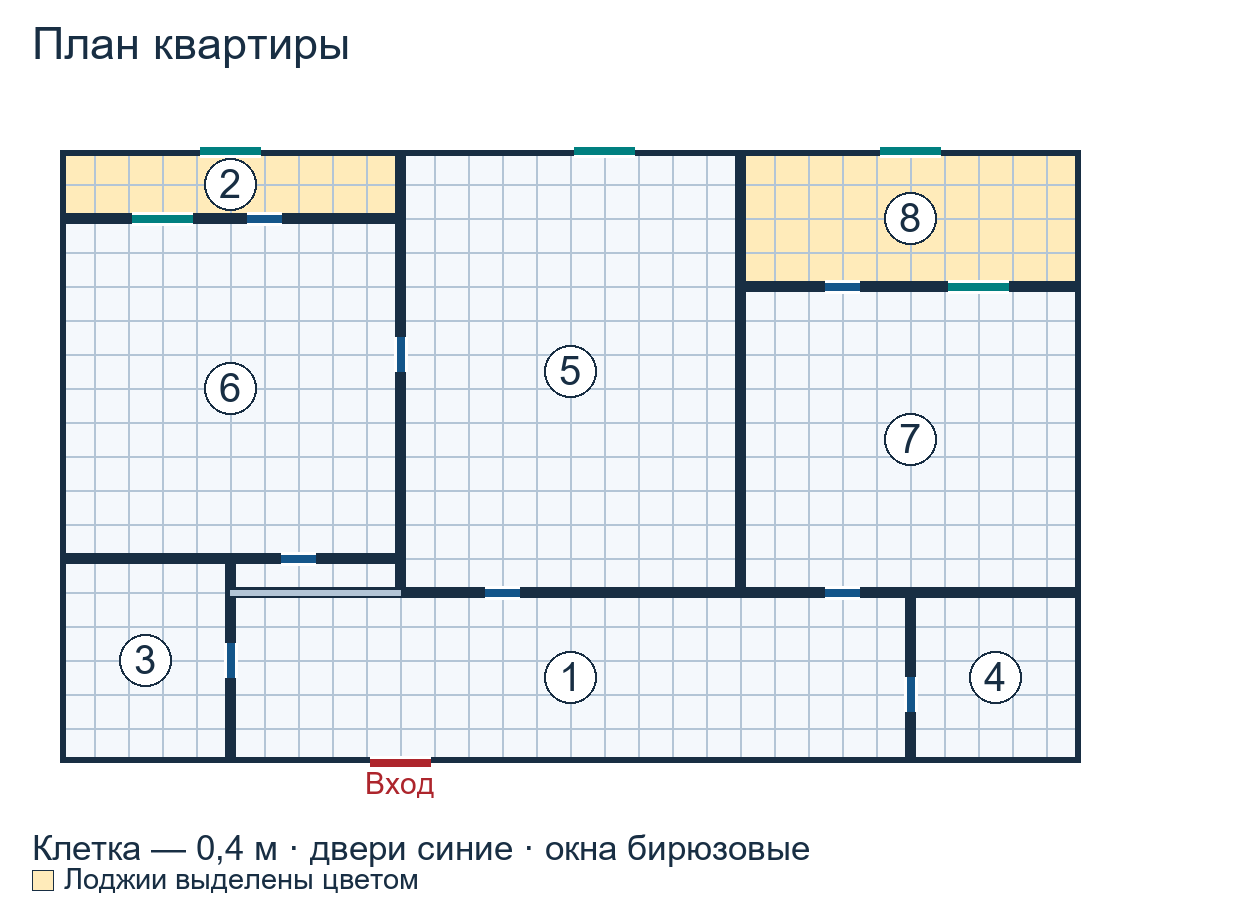 План квартиры
2
8
5
6
7
3
1
4
Вход
Клетка — 0,4 м · двери синие · окна бирюзовые
Лоджии выделены цветом